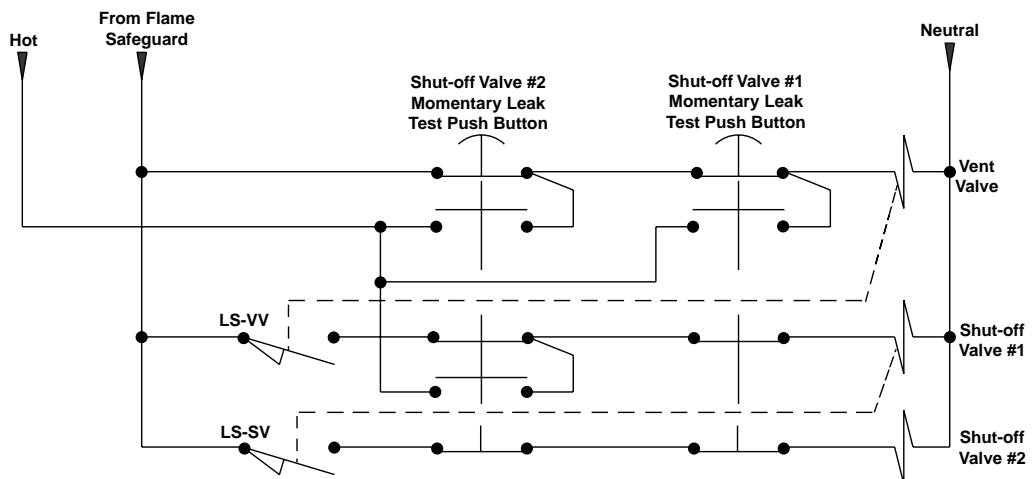 Hot
From Flame
Safeguard
Neutral
Shut-off Valve #2
Momentary Leak
Test Push Button
Shut-off Valve #1
Momentary Leak
Test Push Button
Vent
Valve
LS-VV
Shut-off
Valve #1
LS-SV
Shut-off
Valve #2